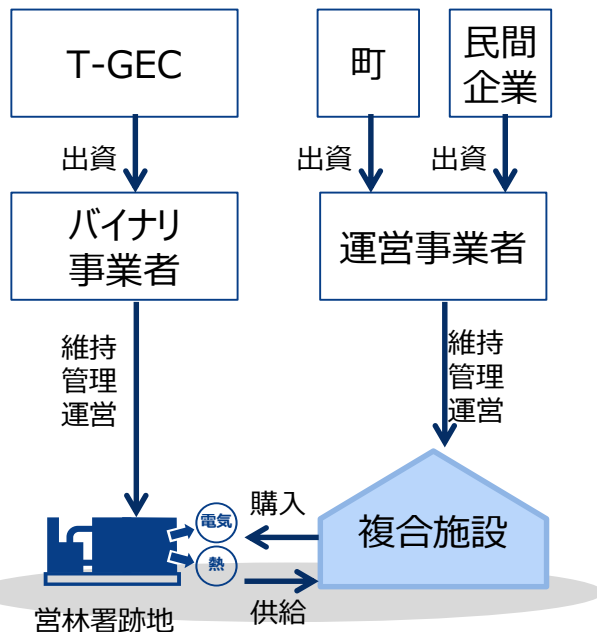 T-GEC
町
民間
企業
出資
出資
出資
バイナリ
事業者
運営事業者
維持
管理
運営
維持
管理
運営
電気
熱
購入
複合施設
供給
営林署跡地